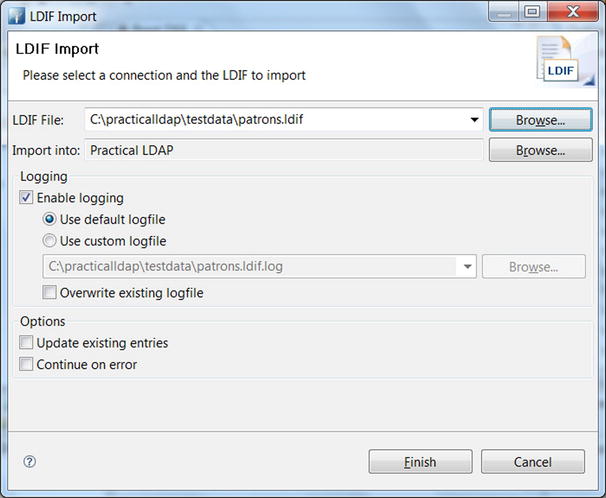 LDIF Import
LDIF Import
Please select a connection and the LDIF to import
LDIF
LDIF File: C:\practicalldap\testdata\patrons.ldif Browse...
Import into: Practical LDAP Browse...
Logging
Enable logging
Use default logfile
Use custom logfile
C:\practicalldap\testdata\patrons.ldif.log Browse...
Overwrite existing logfile
Options
Update existing entries
Continue on error
? Finish Cancel